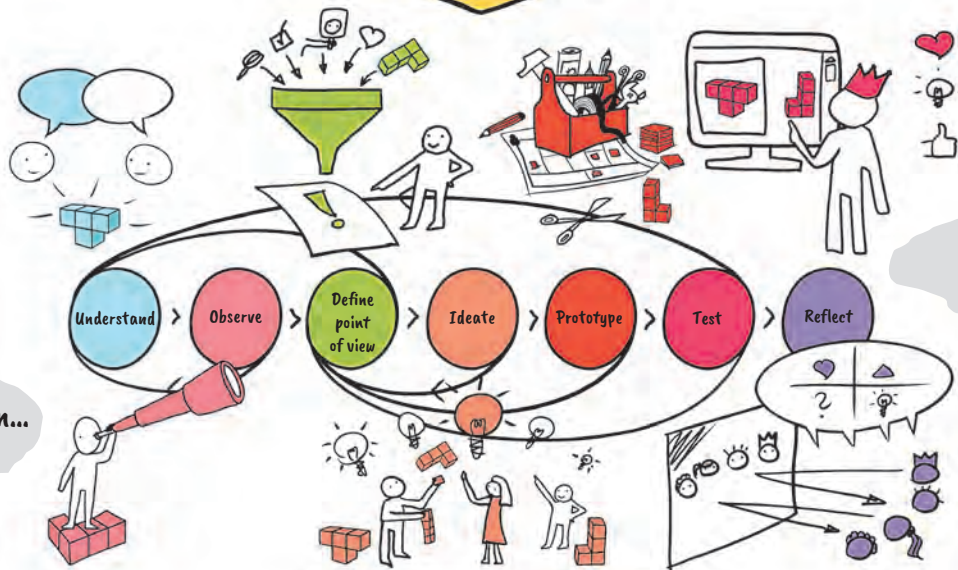 Understand
Observe
Define
point
of view
Ideate
Prototype
Test
Reflect
?
n...